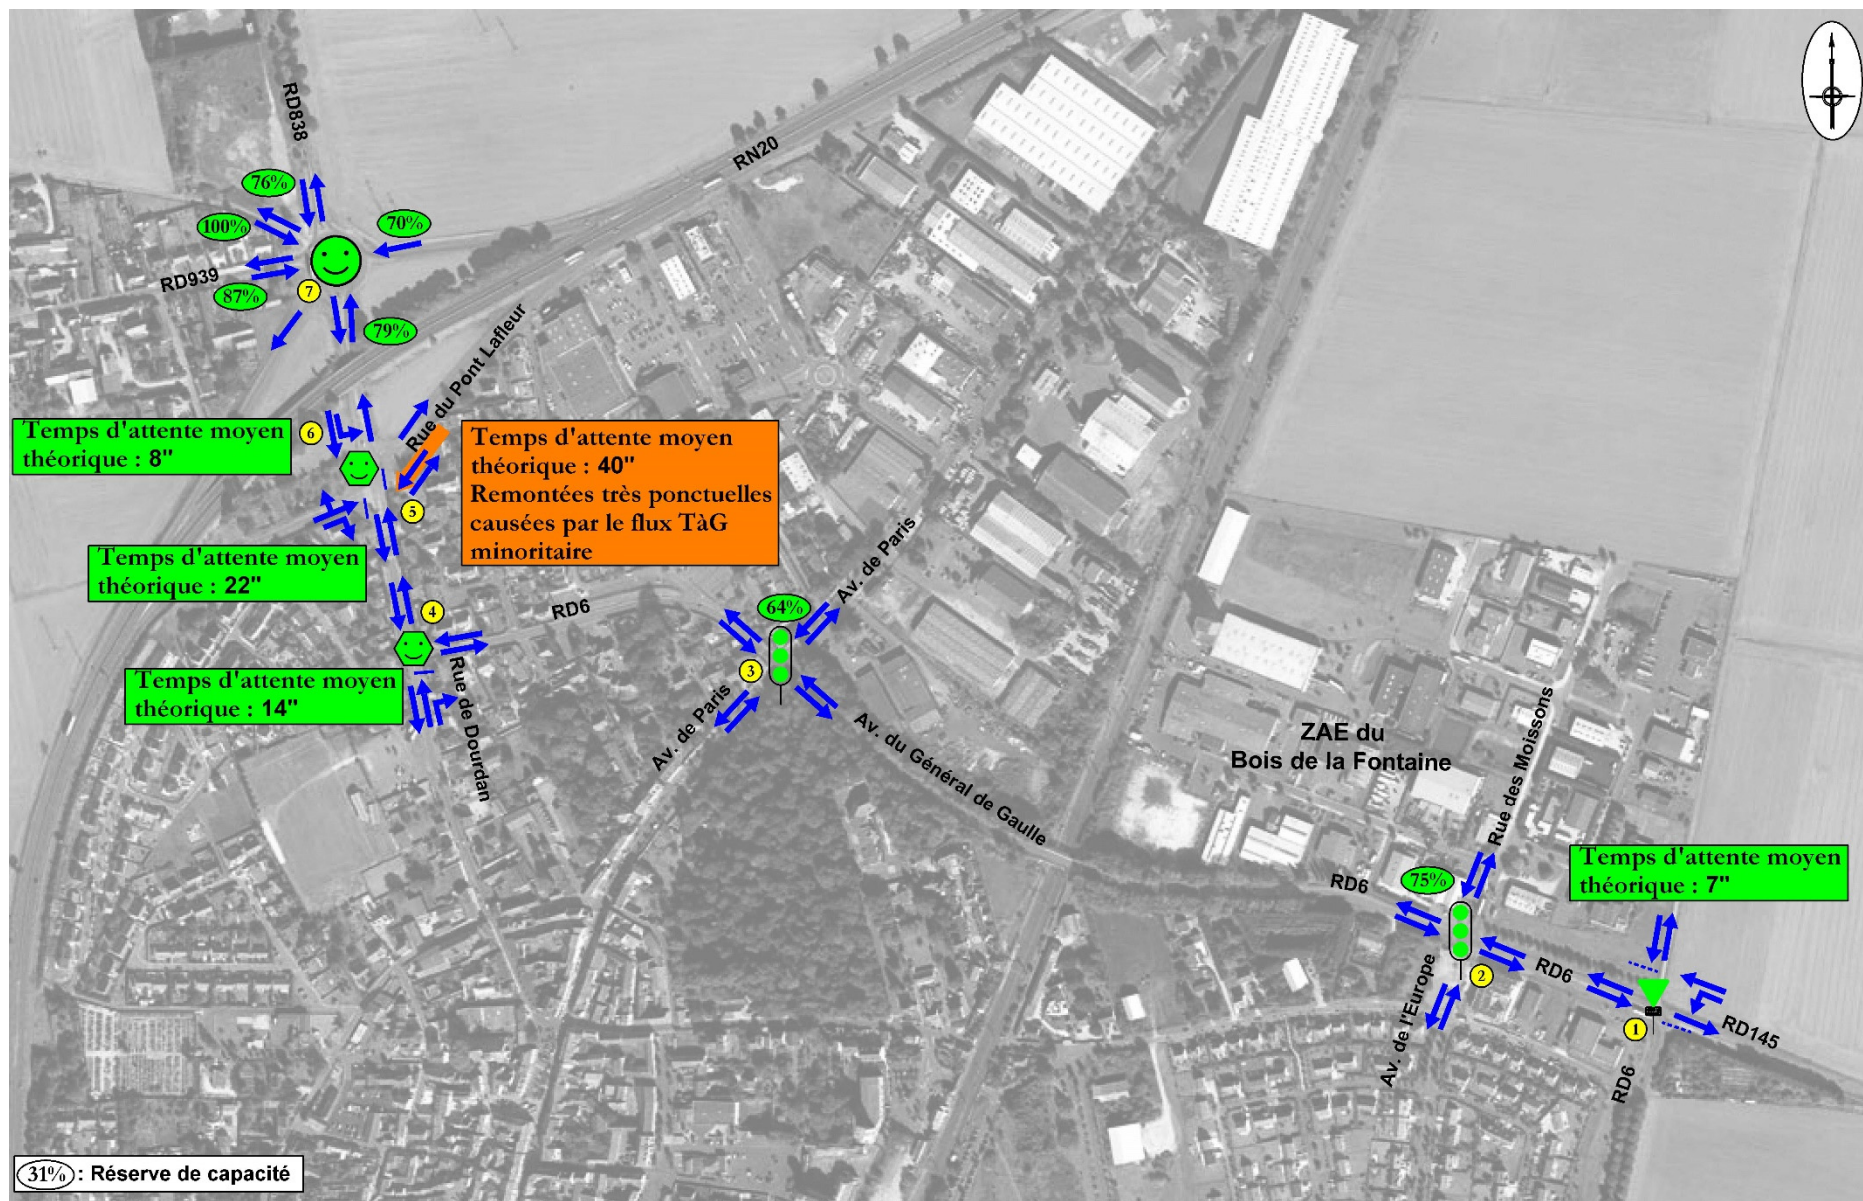 RD838
RN20
76%
100%
70%
RD939
87%
7
79%
Rue du Pont Lafleur
6
Temps d'attente moyen
théorique : 8"
Temps d'attente moyen
théorique : 40"
Remontées très ponctuelles
causées par le flux TàG
minoritaire
5
Temps d'attente moyen
théorique : 22"
4
RD6
64%
Av. de Paris
3
Temps d'attente moyen
théorique : 14"
Rue de Dourdan
Av. de Paris
Av. du Général de Gaulle
ZAE du
Bois de la Fontaine
Rue des Moissons
Temps d'attente moyen
théorique : 7"
RD6
75%
2
RD6
Av. de l'Europe
1
RD145
RD6
31% : Réserve de capacité